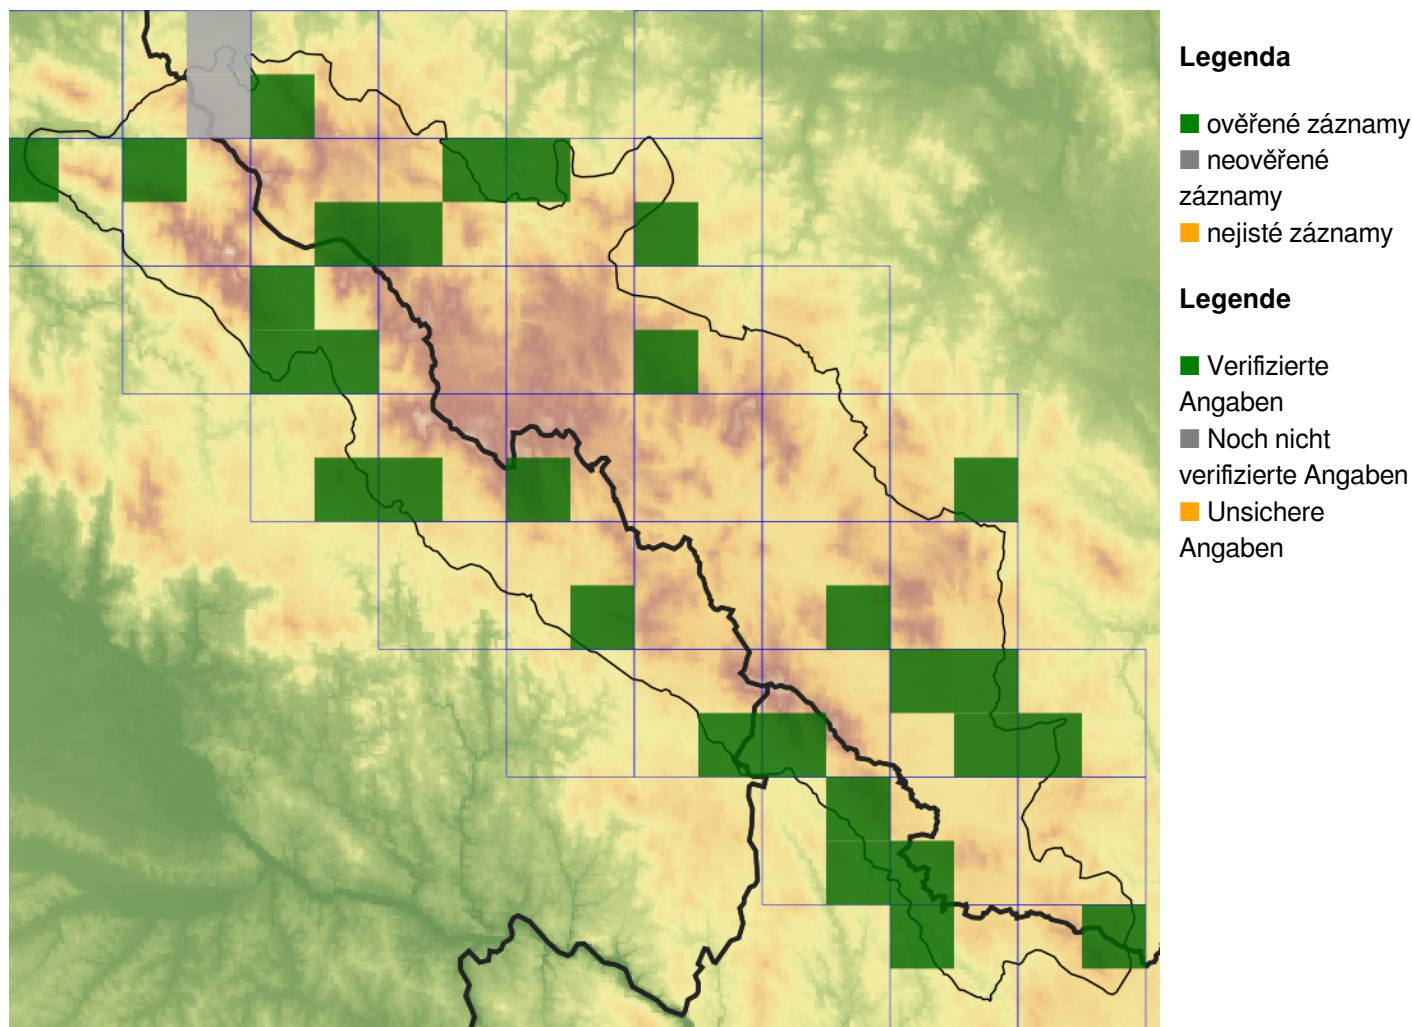 Legenda
ověřené záznamy
neověřené
záznamy
nejisté záznamy
Legende
Verifizierte
Angaben
Noch nicht
verifizierte Angaben
Unsichere
Angaben